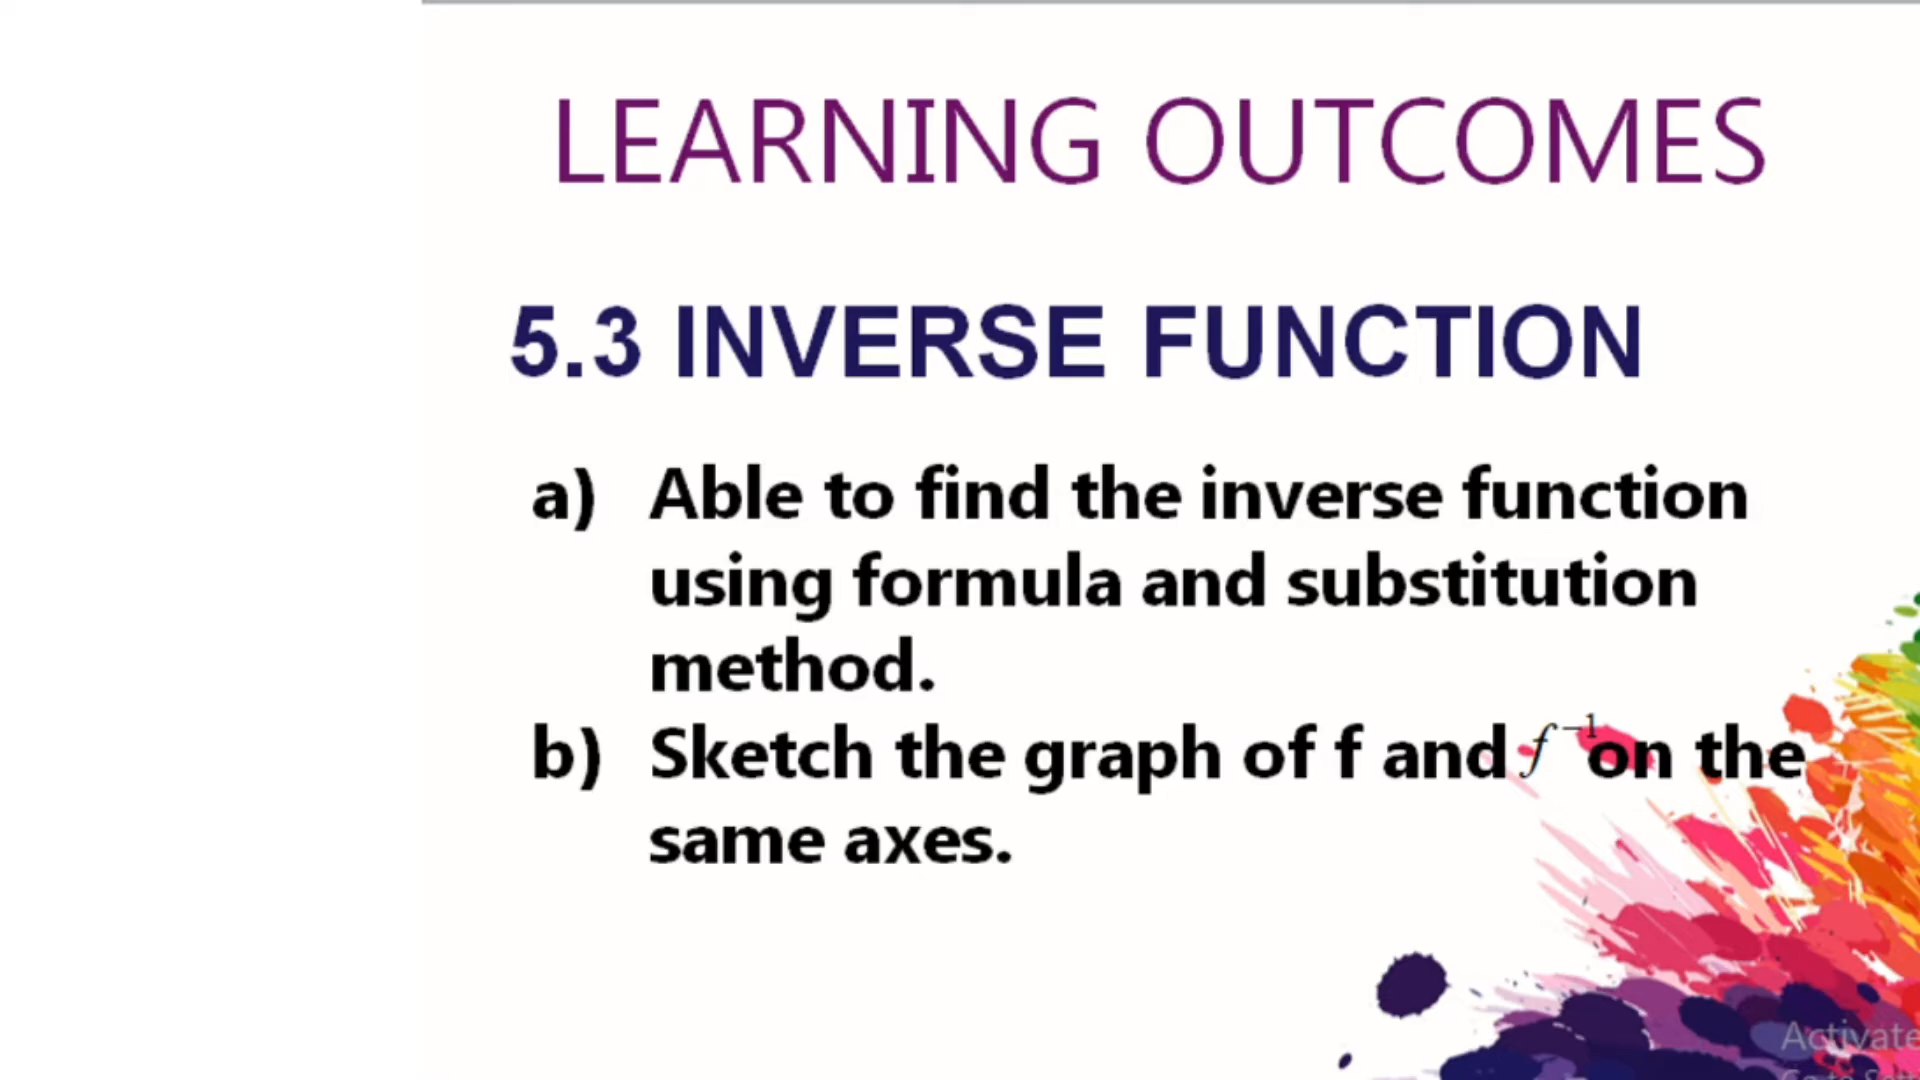 LEARNING OUTCOMES
5.3 INVERSE FUNCTION
a) Able to find the inverse function
using formula and substitution
method.
b) Sketch the graph of f and f⁻¹ on the
same axes.
Activate